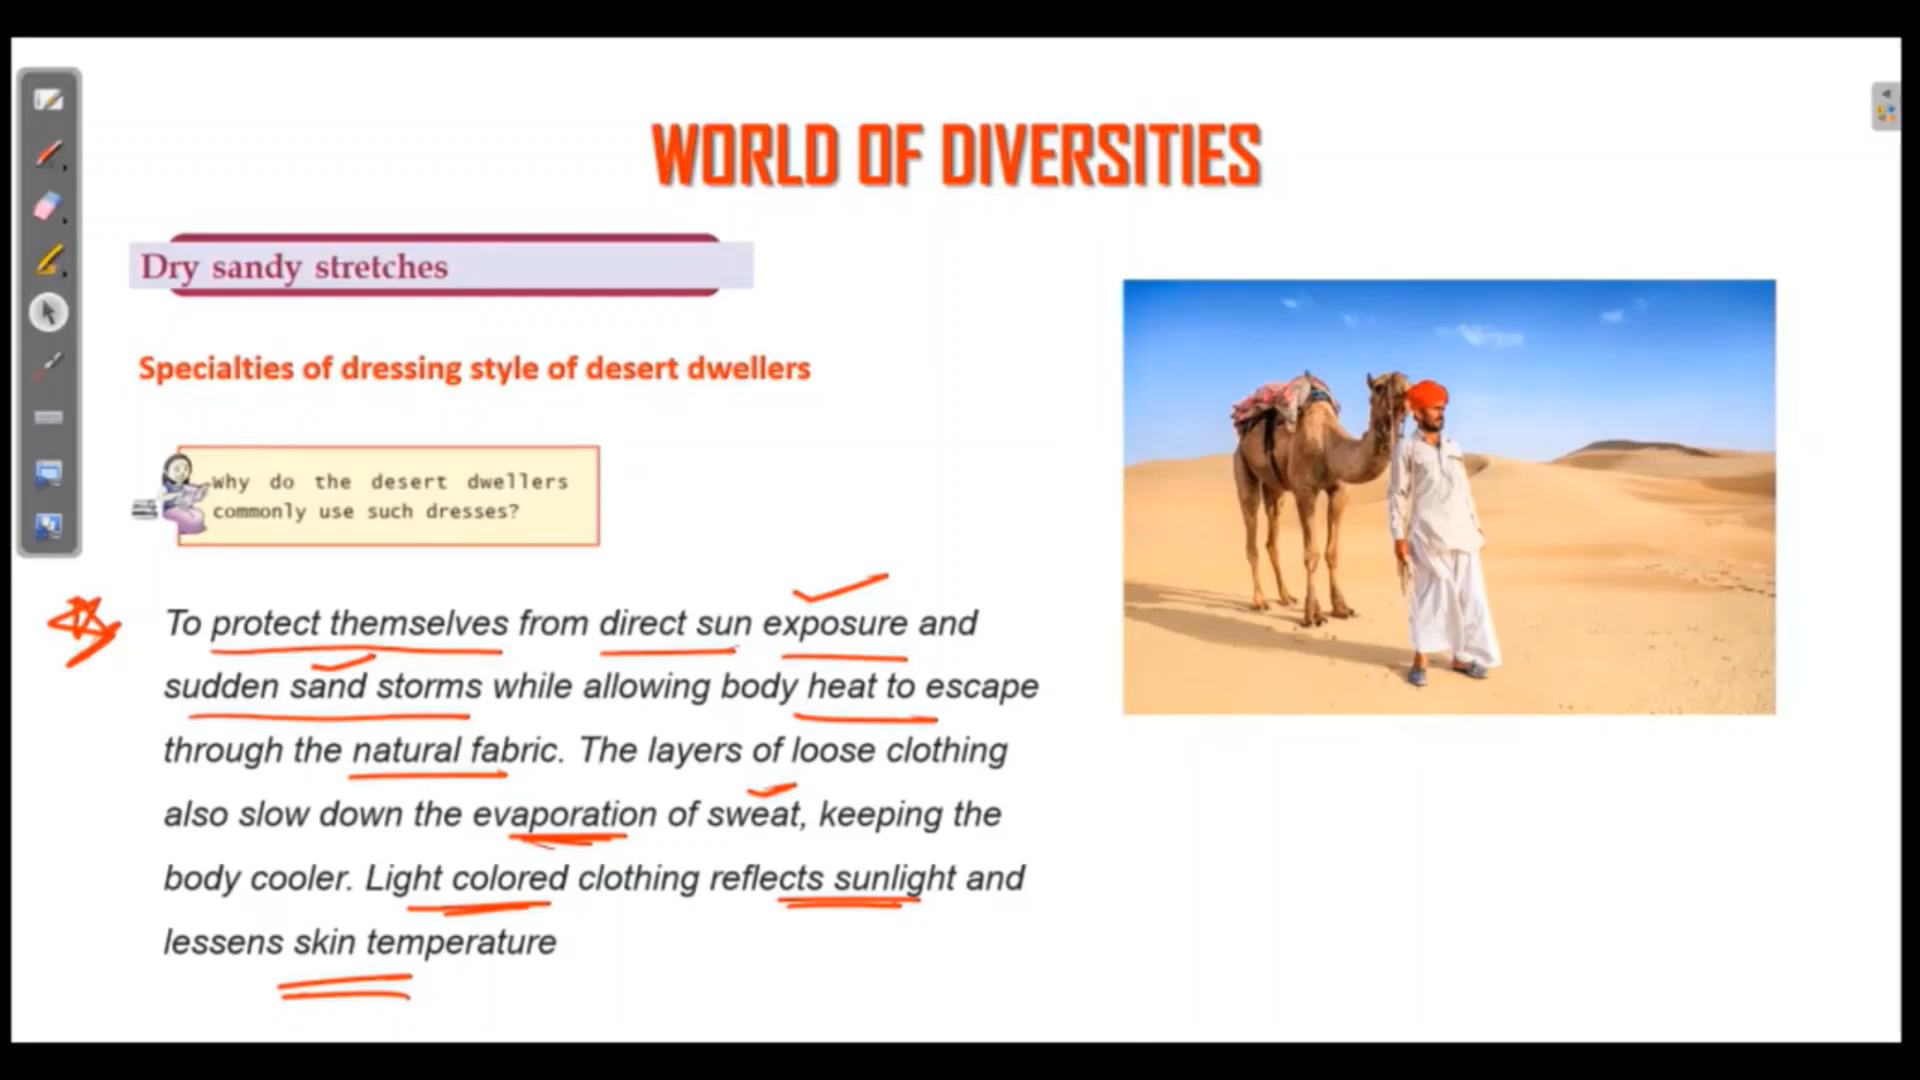 WORLD OF DIVERSITIES
Dry sandy stretches
Specialties of dressing style of desert dwellers
Why do the desert dwellers
commonly use such dresses?
To protect themselves from direct sun exposure and
sudden sand storms while allowing body heat to escape
through the natural fabric. The layers of loose clothing
also slow down the evaporation of sweat, keeping the
body cooler. Light colored clothing reflects sunlight and
lessens skin temperature